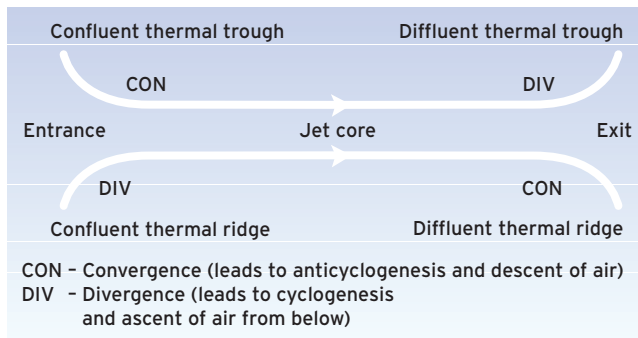 Confluent thermal trough
Diffluent thermal trough
CON
DIV
Entrance
Jet core
Exit
DIV
CON
Confluent thermal ridge
Diffluent thermal ridge
CON – Convergence (leads to anticyclogenesis and descent of air)
DIV – Divergence (leads to cyclogenesis
and ascent of air from below)